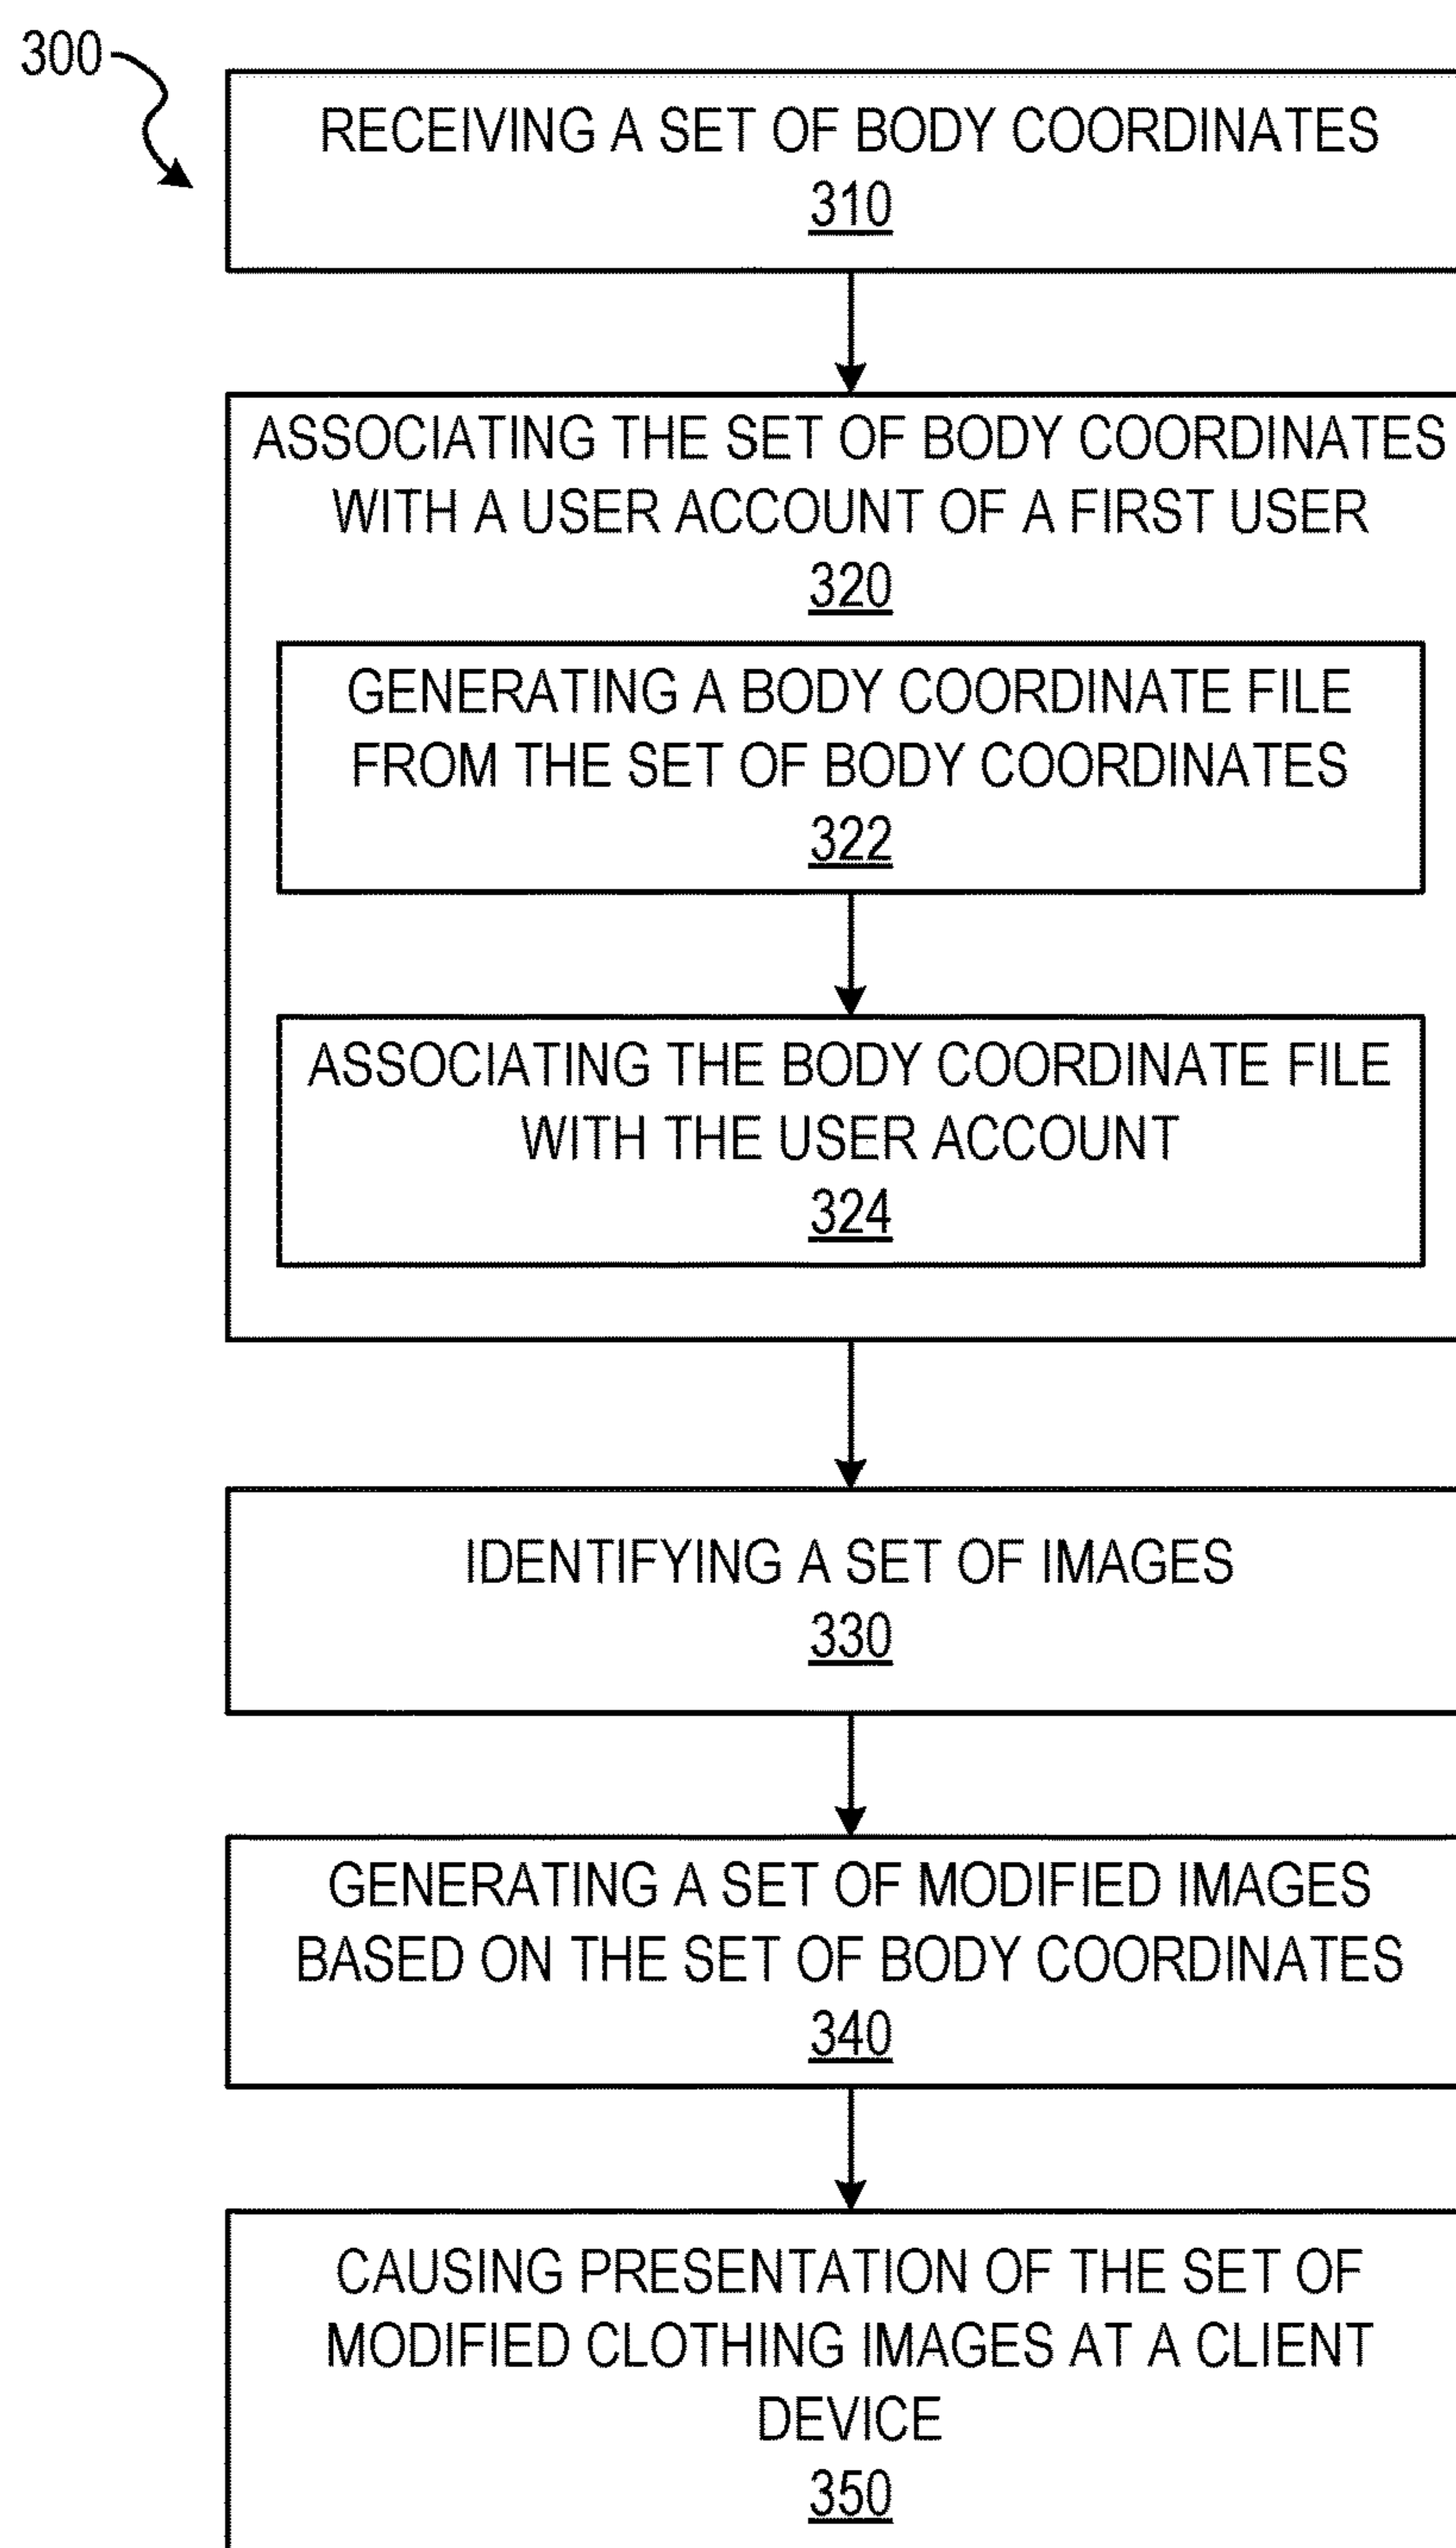 300
RECEIVING A SET OF BODY COORDINATES
310
ASSOCIATING THE SET OF BODY COORDINATES
WITH A USER ACCOUNT OF A FIRST USER
320
GENERATING A BODY COORDINATE FILE
FROM THE SET OF BODY COORDINATES
322
ASSOCIATING THE BODY COORDINATE FILE
WITH THE USER ACCOUNT
324
IDENTIFYING A SET OF IMAGES
330
GENERATING A SET OF MODIFIED IMAGES
BASED ON THE SET OF BODY COORDINATES
340
CAUSING PRESENTATION OF THE SET OF
MODIFIED CLOTHING IMAGES AT A CLIENT
DEVICE
350